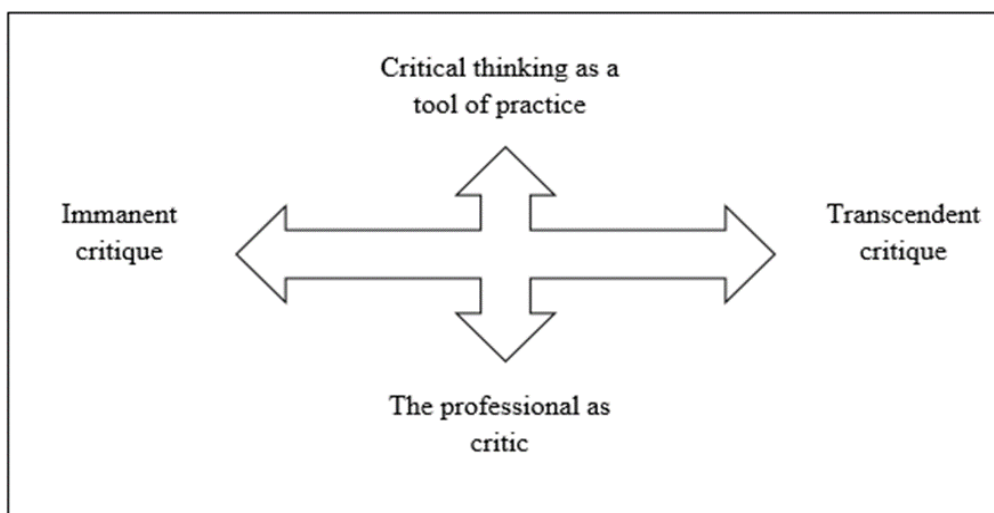 Critical thinking as a
tool of practice
Immanent
critique
Transcendent
critique
The professional as
critic